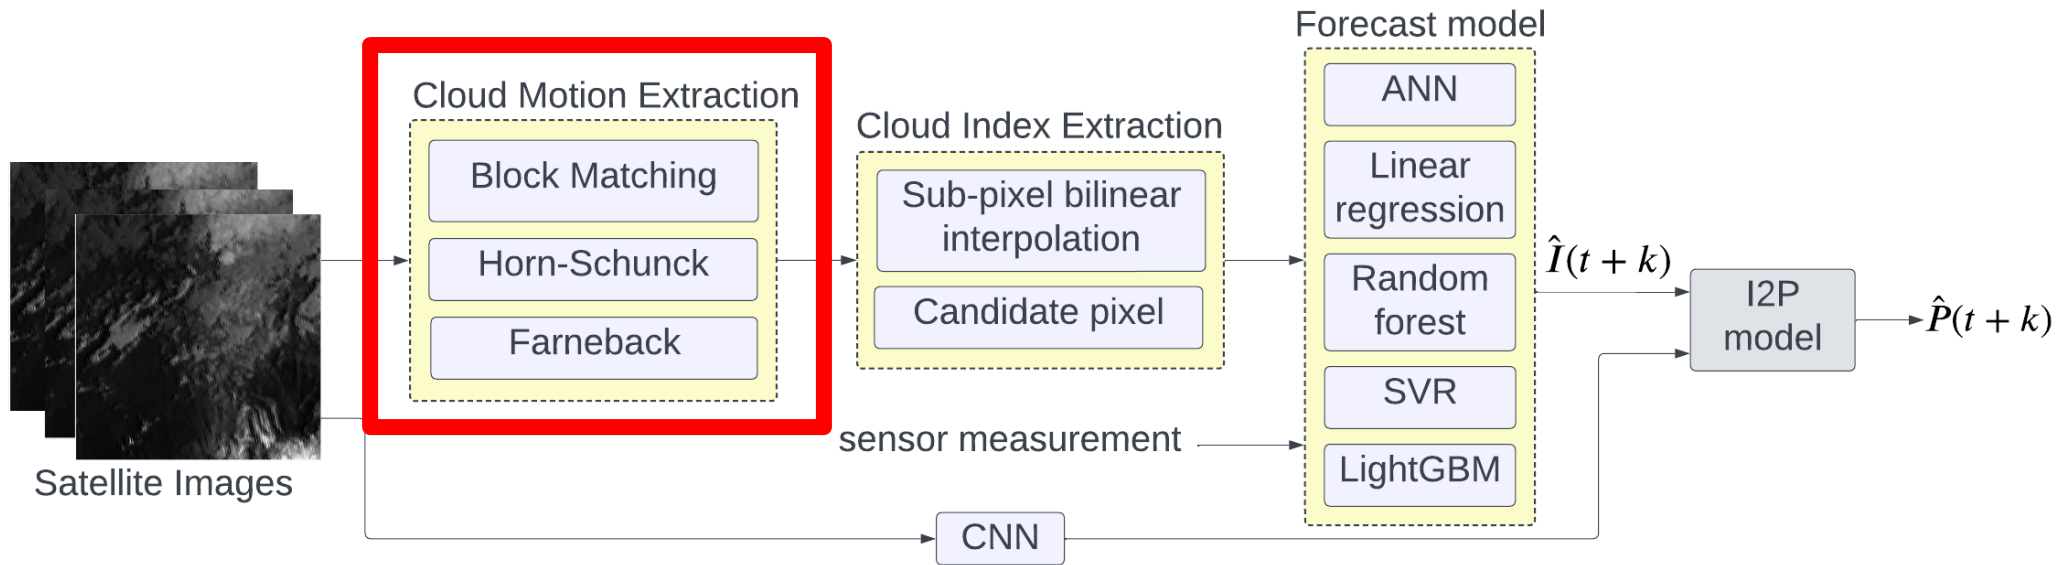 Satellite Images
Cloud Motion Extraction
Block Matching
Horn-Schunck
Farneback
Cloud Index Extraction
Sub-pixel bilinear
interpolation
Candidate pixel
sensor measurement
CNN
Forecast model
ANN
Linear
regression
Random
forest
SVR
LightGBM
Î(t + k)
I2P
model
P̂(t + k)